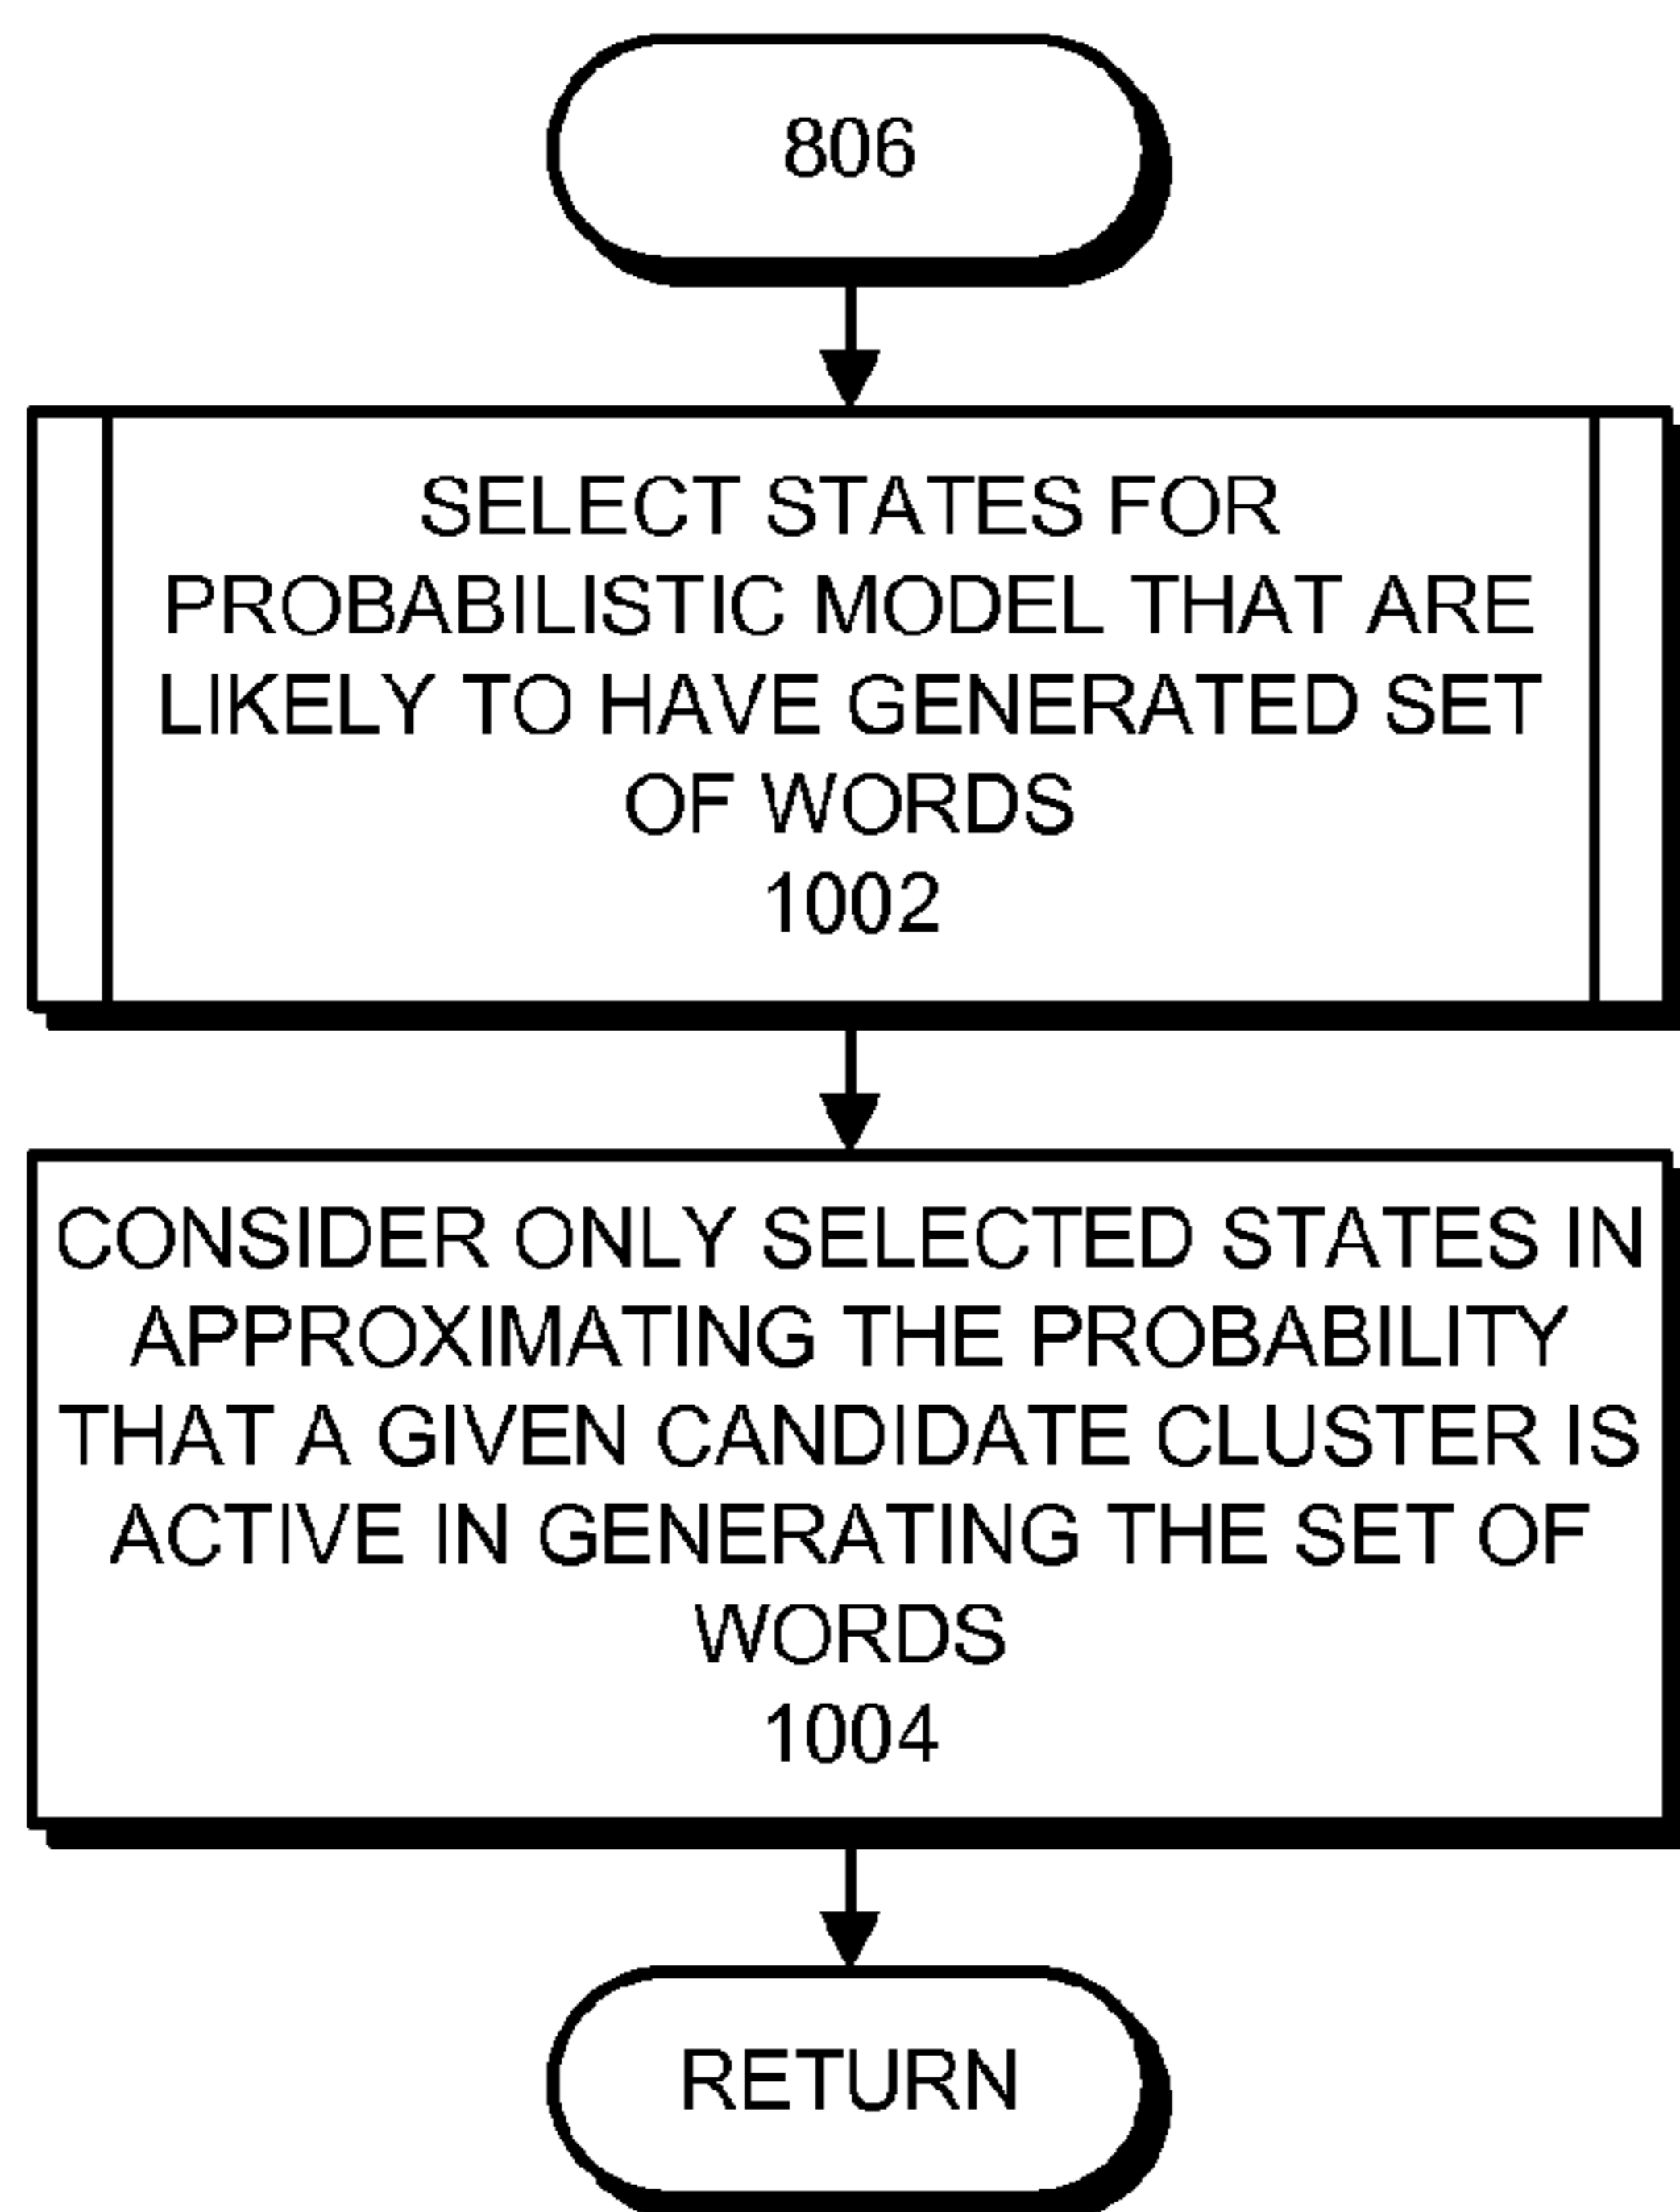 806
SELECT STATES FOR
PROBABILISTIC MODEL THAT ARE
LIKELY TO HAVE GENERATED SET
OF WORDS
1002
CONSIDER ONLY SELECTED STATES IN
APPROXIMATING THE PROBABILITY
THAT A GIVEN CANDIDATE CLUSTER IS
ACTIVE IN GENERATING THE SET OF
WORDS
1004
RETURN